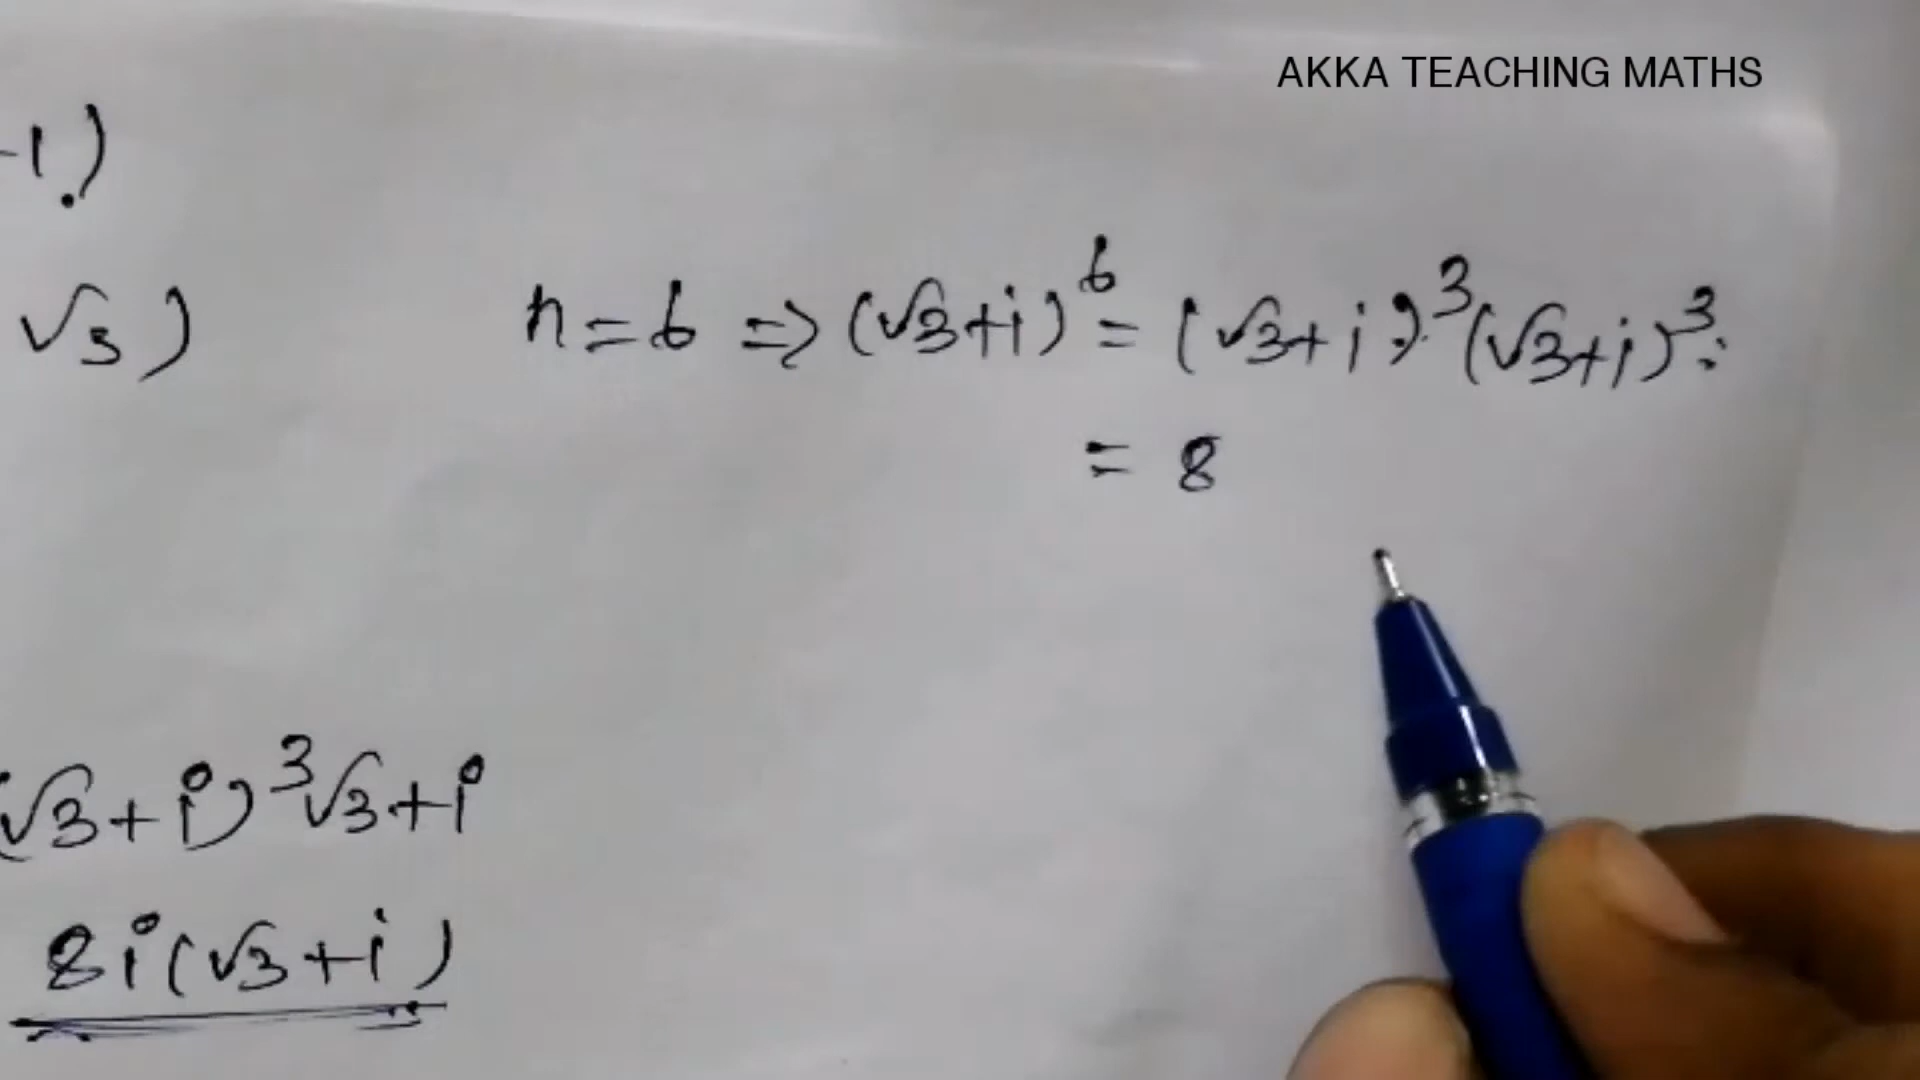 AKKA TEACHING MATHS
-1)
√3)
n=6 => (√3+i)^6 = (√3+i)^3 (√3+i)^3
= 8
(√3+i)^3 √3+i
8i(√3+i)